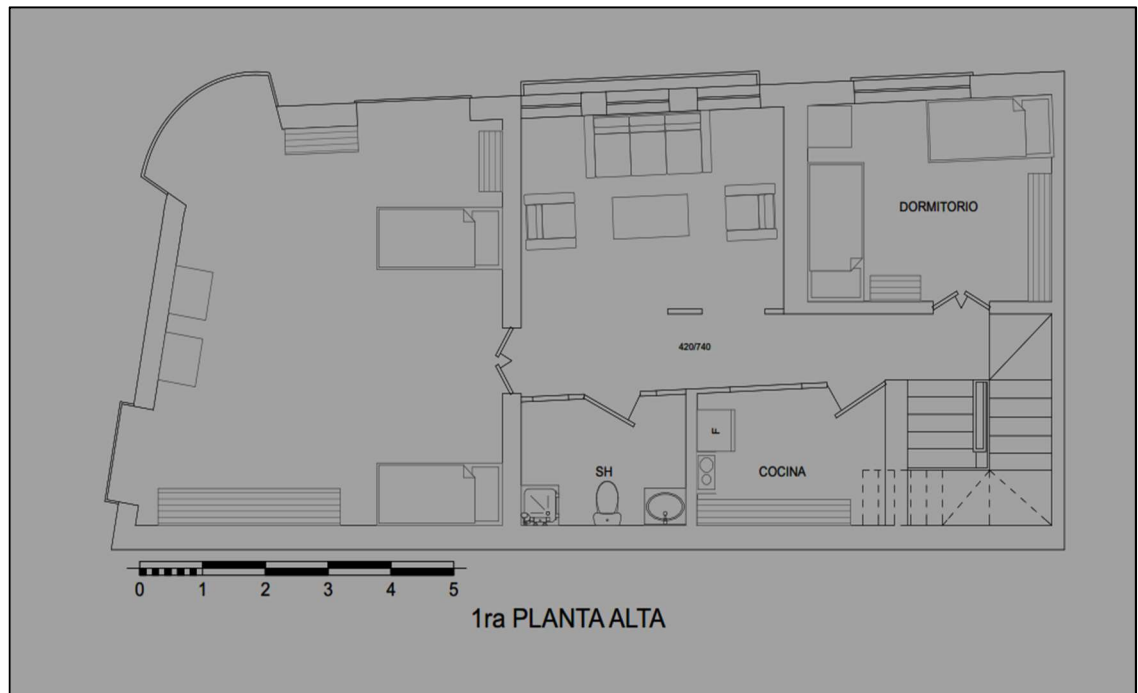 DORMITORIO
420/740
F
SH
COCINA
0 1 2 3 4 5
1ra PLANTA ALTA